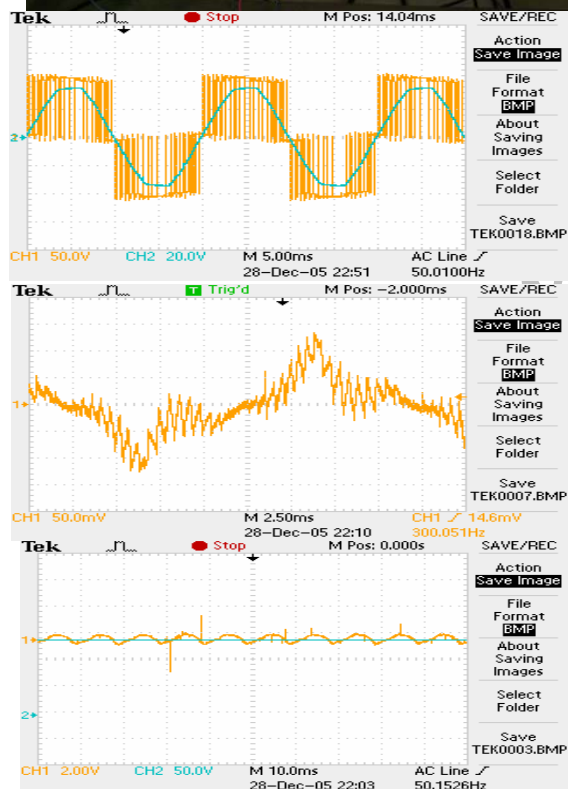 Tek Stop M Pos: 14.04ms SAVE/REC
Action
Save Image
File
Format
BMP
About
Saving
Images
Select
Folder
Save
TEK0018.BMP
2
CH1 50.0V CH2 20.0V M 5.00ms AC Line
28-Dec-05 22:51 50.0100Hz
Tek T Trig'd M Pos: -2.000ms SAVE/REC
Action
Save Image
File
Format
BMP
About
Saving
Images
Select
Folder
Save
TEK0007.BMP
1
CH1 50.0mV M 2.50ms CH1 14.6mV
28-Dec-05 22:10 300.051Hz
Tek Stop M Pos: 0.000s SAVE/REC
Action
Save Image
File
Format
BMP
About
Saving
Images
Select
Folder
Save
TEK0003.BMP
1
2
CH1 2.00V CH2 50.0V M 10.0ms AC Line
28-Dec-05 22:03 50.1526Hz